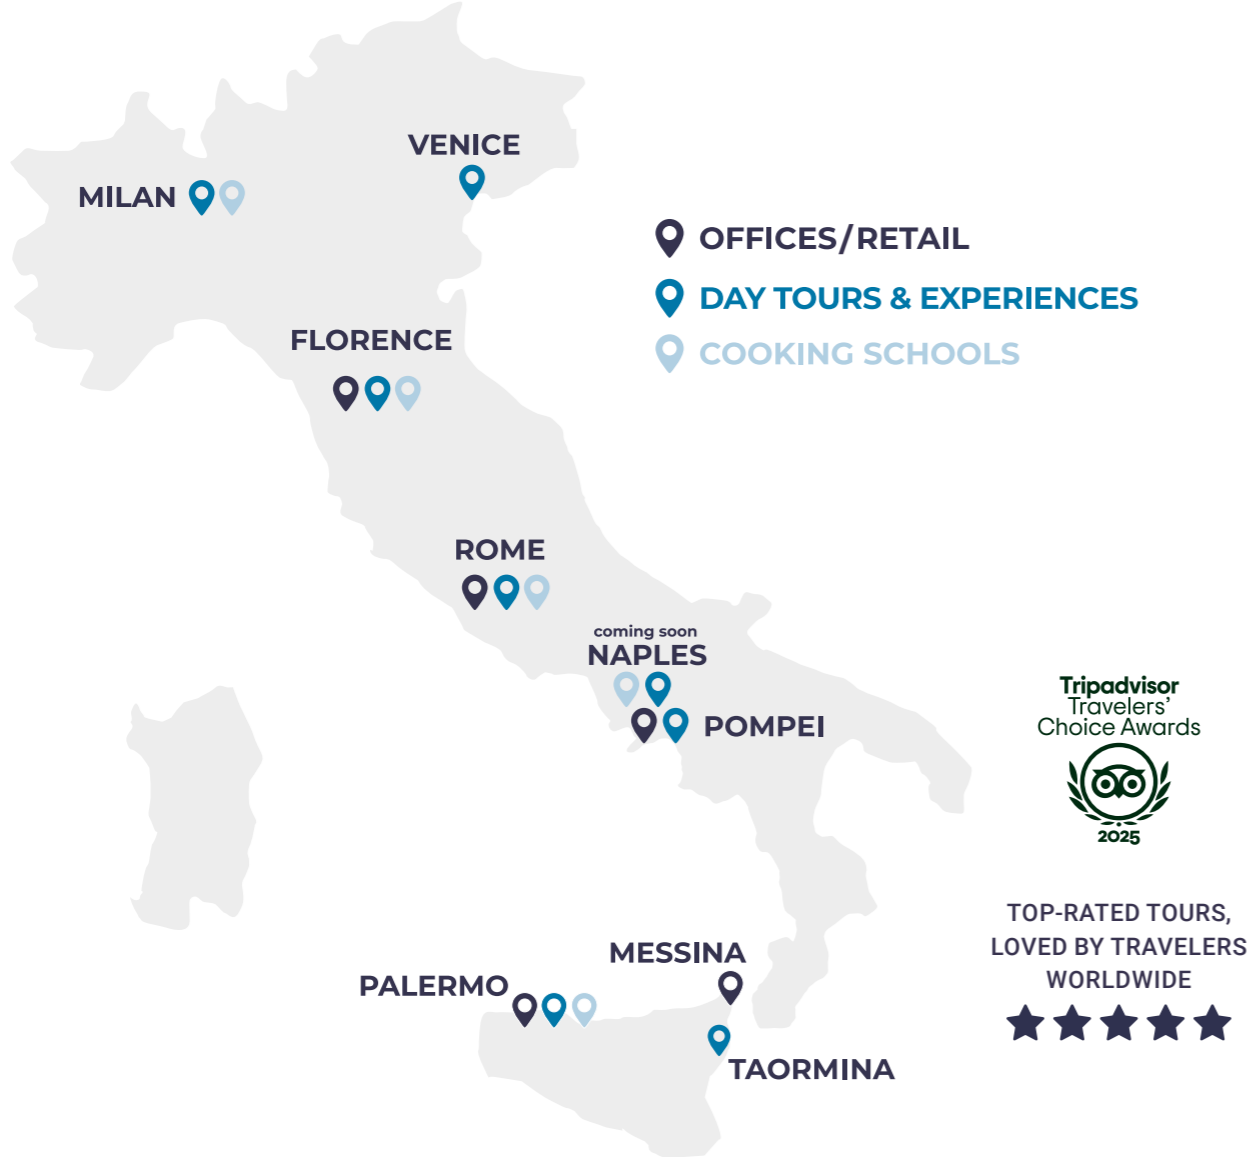 VENICE
MILAN
OFFICES/RETAIL
DAY TOURS & EXPERIENCES
FLORENCE
COOKING SCHOOLS
ROME
coming soon
NAPLES
POMPEI
Tripadvisor
Travelers’
Choice Awards
2025
TOP-RATED TOURS,
LOVED BY TRAVELERS
WORLDWIDE
MESSINA
PALERMO
TAORMINA